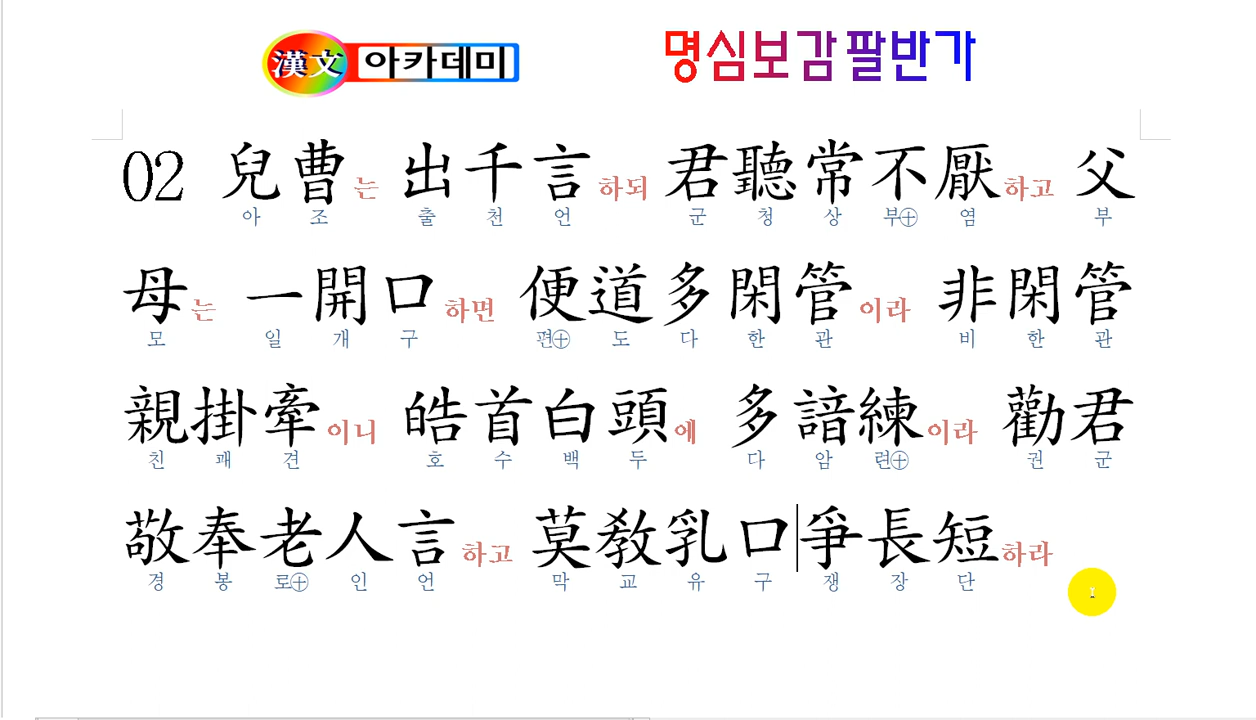 漢文 아카데미 명심보감팔반가
02 兒曹는 出千言하되 君聽常不厭하고 父
아 조 출 천 언 군 청 상 부㊉ 염 부
母는 一開口하면 便道多閑管이라 非閑管
모 일 개 구 편㊉ 도 다 한 관 비 한 관
親掛牽이니 皓首白頭에 多諳練이라 勸君
친 괘 견 호 수 백 두 다 암 련㊉ 권 군
敬奉老人言하고 莫敎乳口爭長短하라
경 봉 로㊉ 인 언 막 교 유 구 쟁 장 단